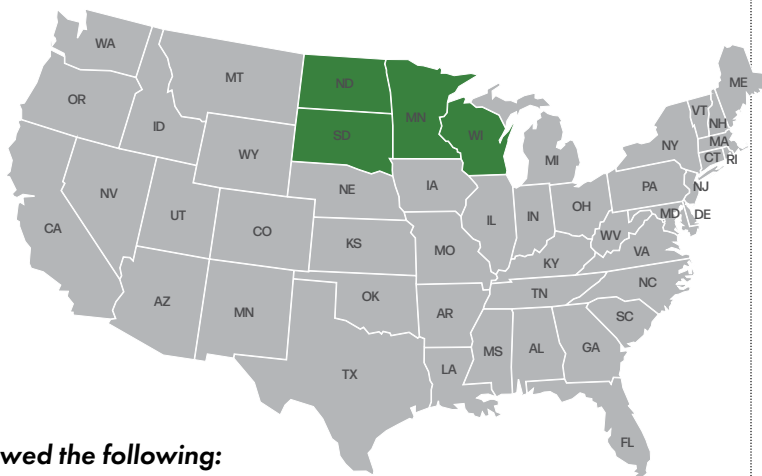 WA
ME
MT
ND
VT
OR
MN
NH
ID
SD
WI
NY
MA
WY
MI
CT
RI
IA
PA
NJ
NE
NV
OH
IL
IN
MD
DE
UT
CA
CO
WV
KS
MO
VA
KY
NC
TN
AZ
OK
MN
AR
SC
MS
AL
GA
LA
TX
FL
wed the following: